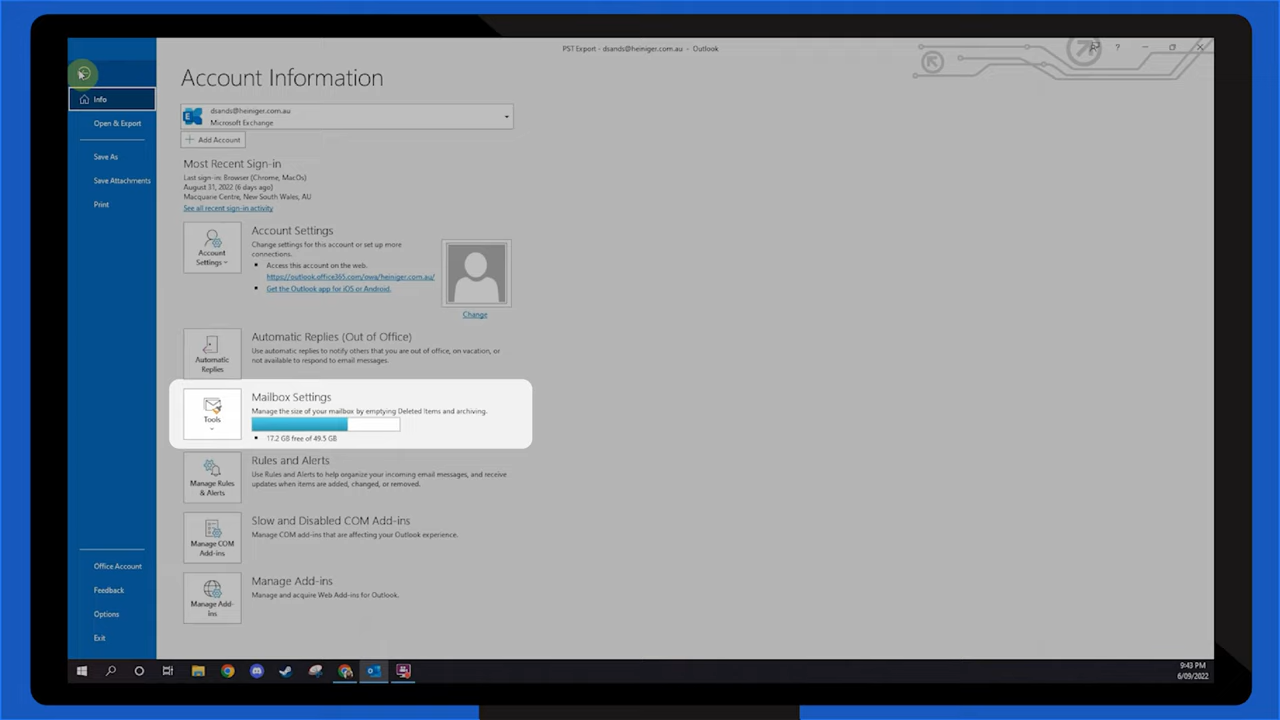 PST Export - dsands@heiniger.com.au - Outlook
?
Info
Open & Export
Save As
Save Attachments
Print
Office Account
Feedback
Options
Exit
Account Information
dsands@heiniger.com.au
Microsoft Exchange
Add Account
Most Recent Sign-in
Last sign-in: Browser (Chrome, MacOs)
August 31, 2022 (6 days ago)
Macquarie Centre, New South Wales, AU
See all recent sign-in activity
Account
Settings
Account Settings
Change settings for this account or set up more
connections.
Access this account on the web.
https://outlook.office365.com/owa/heiniger.com.au/
Get the Outlook app for iOS or Android.
Change
Automatic
Replies
Automatic Replies (Out of Office)
Use automatic replies to notify others that you are out of office, on vacation, or
not available to respond to email messages.
Tools
Mailbox Settings
Manage the size of your mailbox by emptying Deleted Items and archiving.
17.2 GB free of 49.5 GB
Manage Rules
& Alerts
Rules and Alerts
Use Rules and Alerts to help organize your incoming email messages, and receive
updates when items are added, changed, or removed.
Manage COM
Add-ins
Slow and Disabled COM Add-ins
Manage COM add-ins that are affecting your Outlook experience.
Manage Add-
ins
Manage Add-ins
Manage and acquire Web Add-ins for Outlook.
9:43 PM
6/09/2022